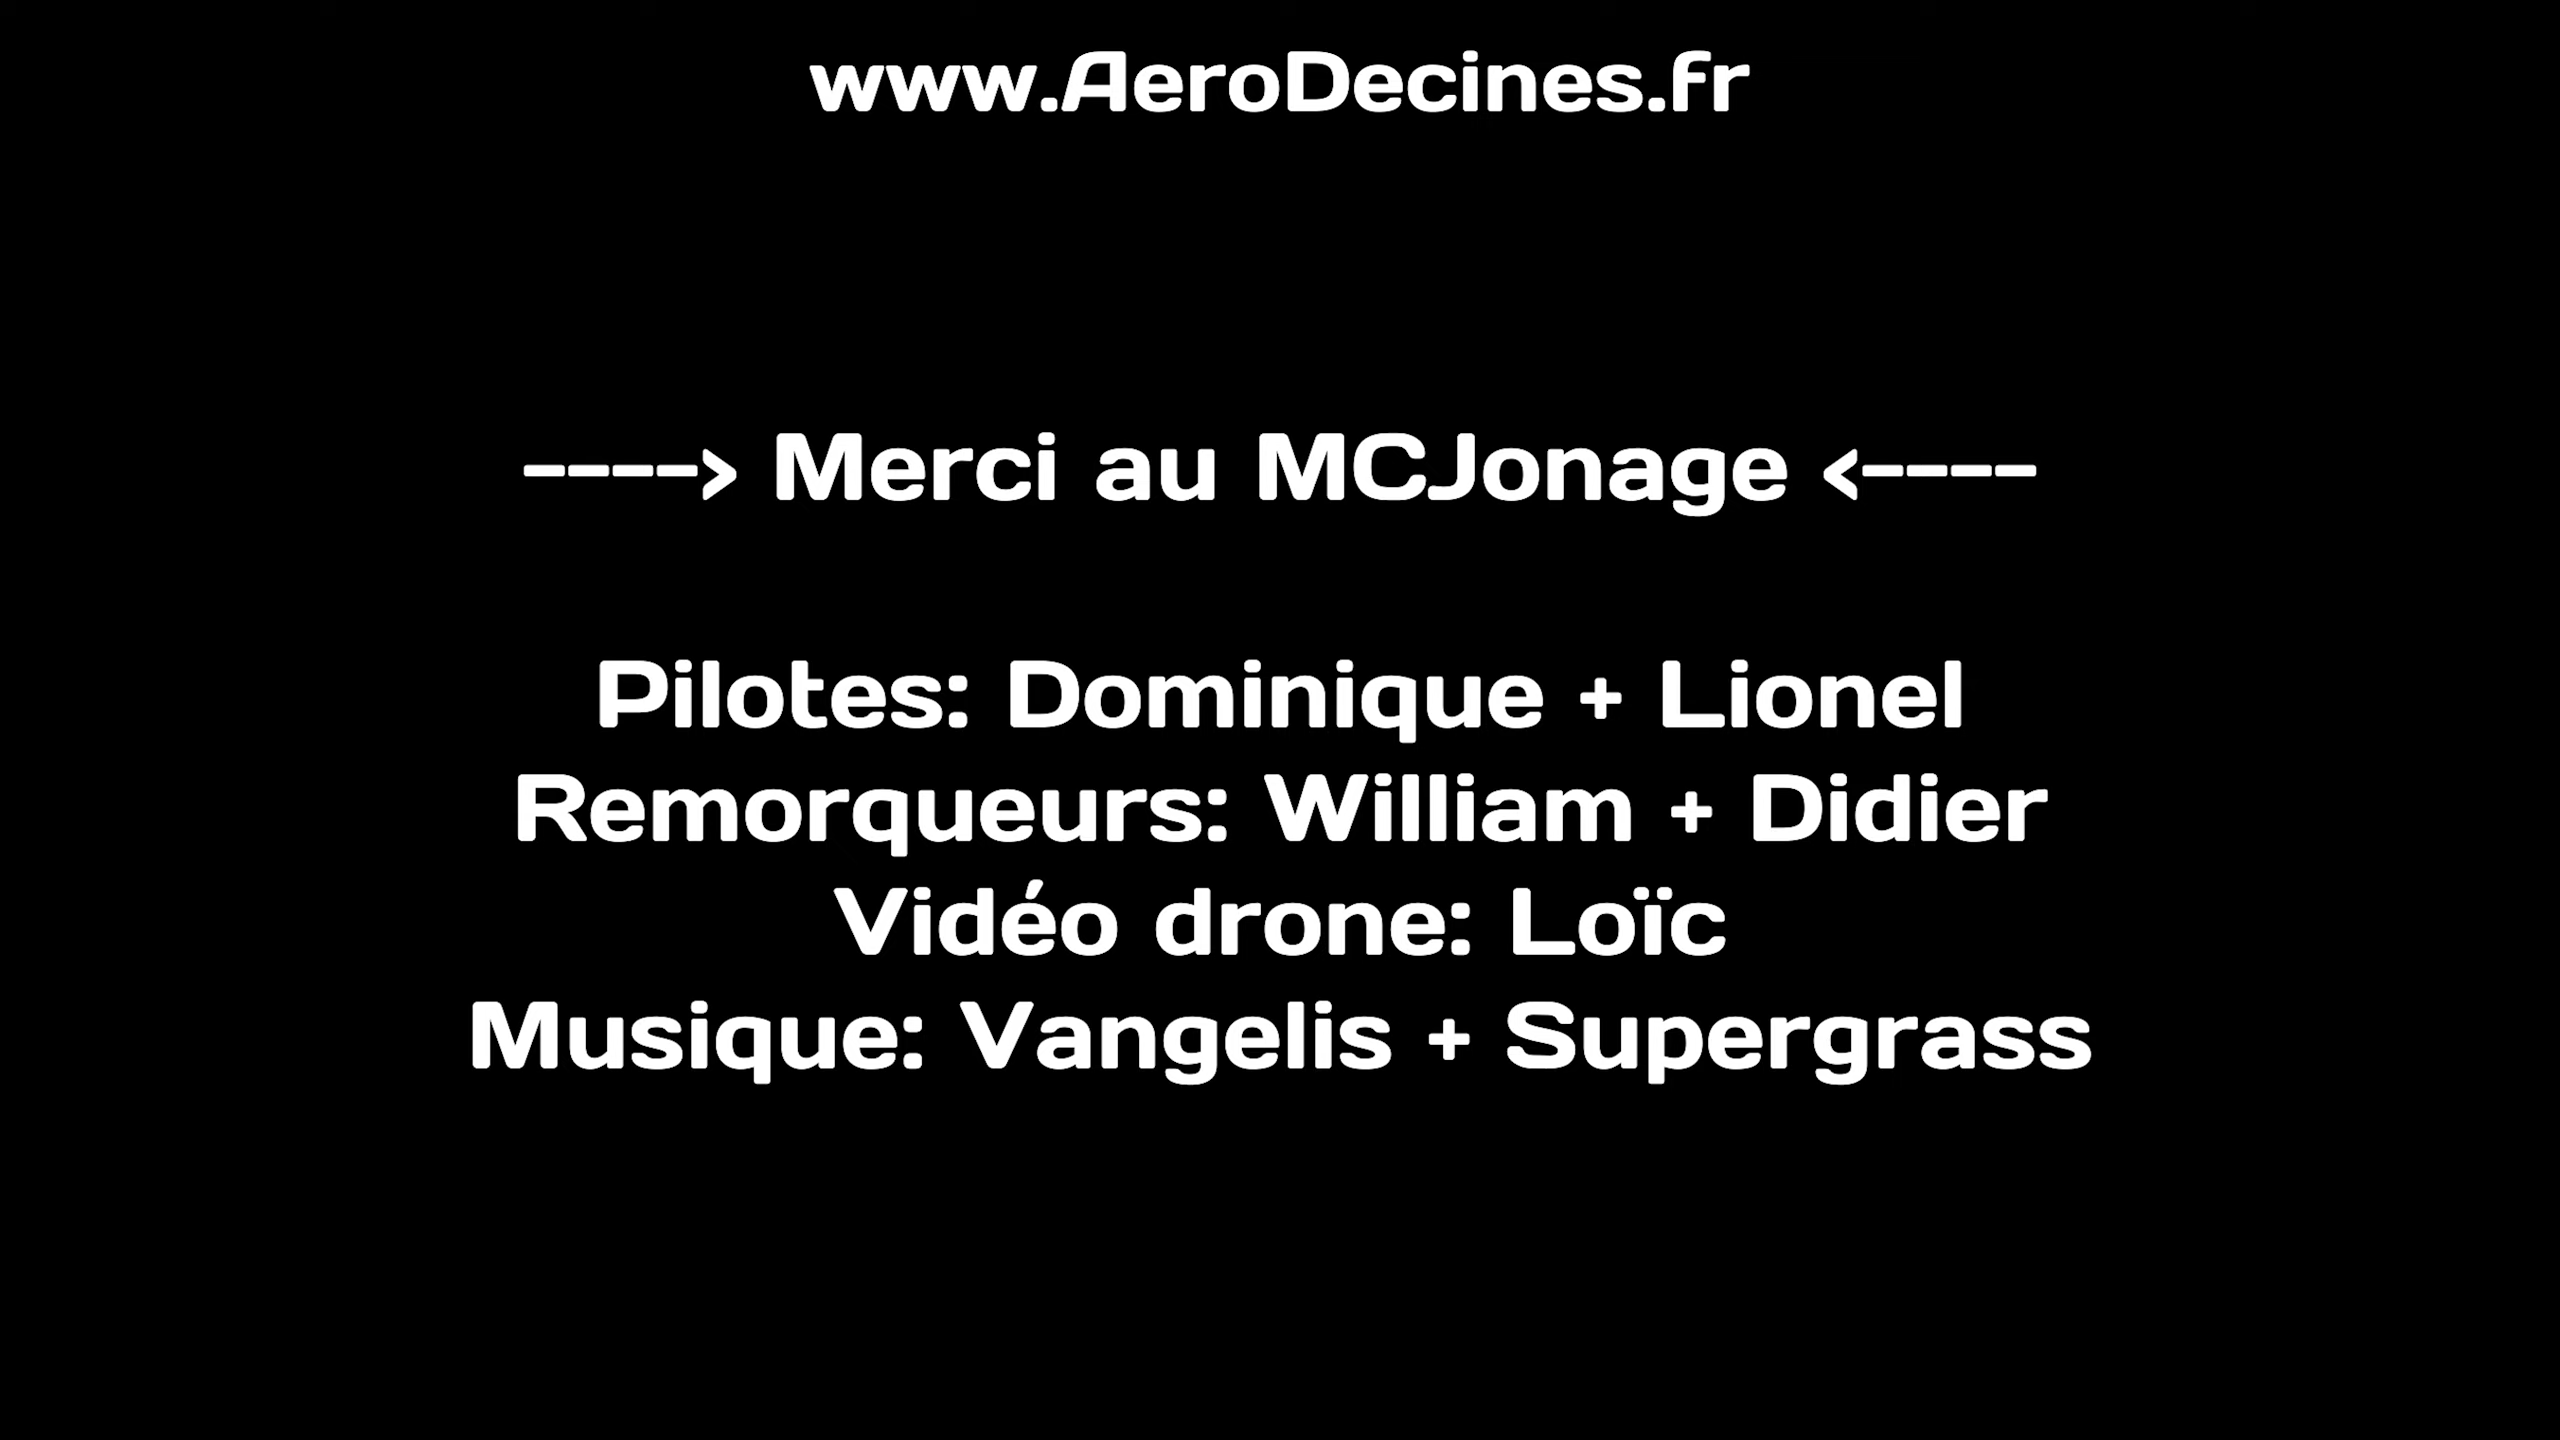 www.AeroDecines.fr
----> Merci au MCJonage <----
Pilotes: Dominique + Lionel
Remorqueurs: William + Didier
Vidéo drone: Loïc
Musique: Vangelis + Supergrass